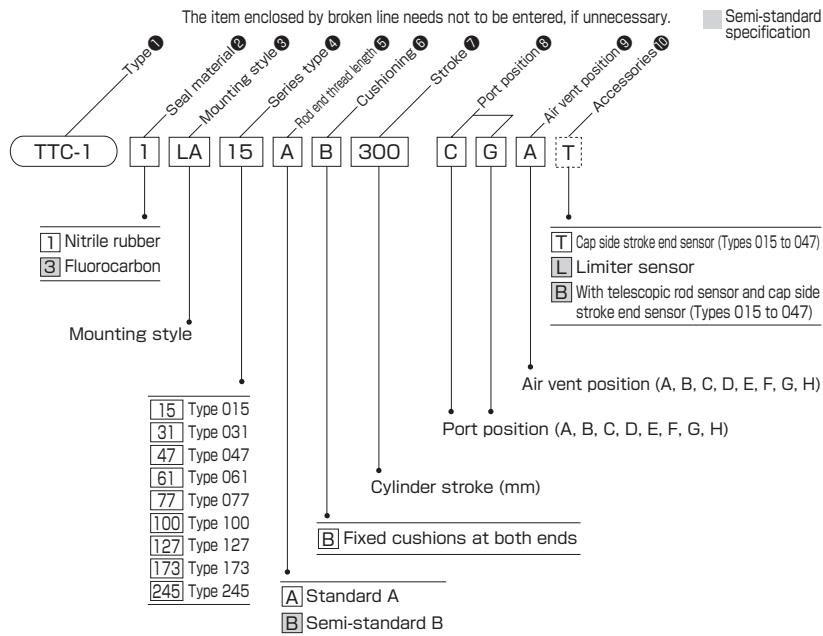 The item enclosed by broken line needs not to be entered, if unnecessary.
Semi-standard
specification
Type❶
Seal material❷
Mounting style❸
Series type❹
Rod end thread length❺
Cushioning❻
Stroke❼
Port position❽
Air vent position❾
Accessories❿
TTC-1 1 LA 15 A B 300 C G A T
1 Nitrile rubber
3 Fluorocarbon
T Cap side stroke end sensor (Types 015 to 047)
L Limiter sensor
B With telescopic rod sensor and cap side
stroke end sensor (Types 015 to 047)
Mounting style
Air vent position (A, B, C, D, E, F, G, H)
15 Type 015
31 Type 031
47 Type 047
61 Type 061
77 Type 077
100 Type 100
127 Type 127
173 Type 173
245 Type 245
Port position (A, B, C, D, E, F, G, H)
Cylinder stroke (mm)
B Fixed cushions at both ends
A Standard A
B Semi-standard B